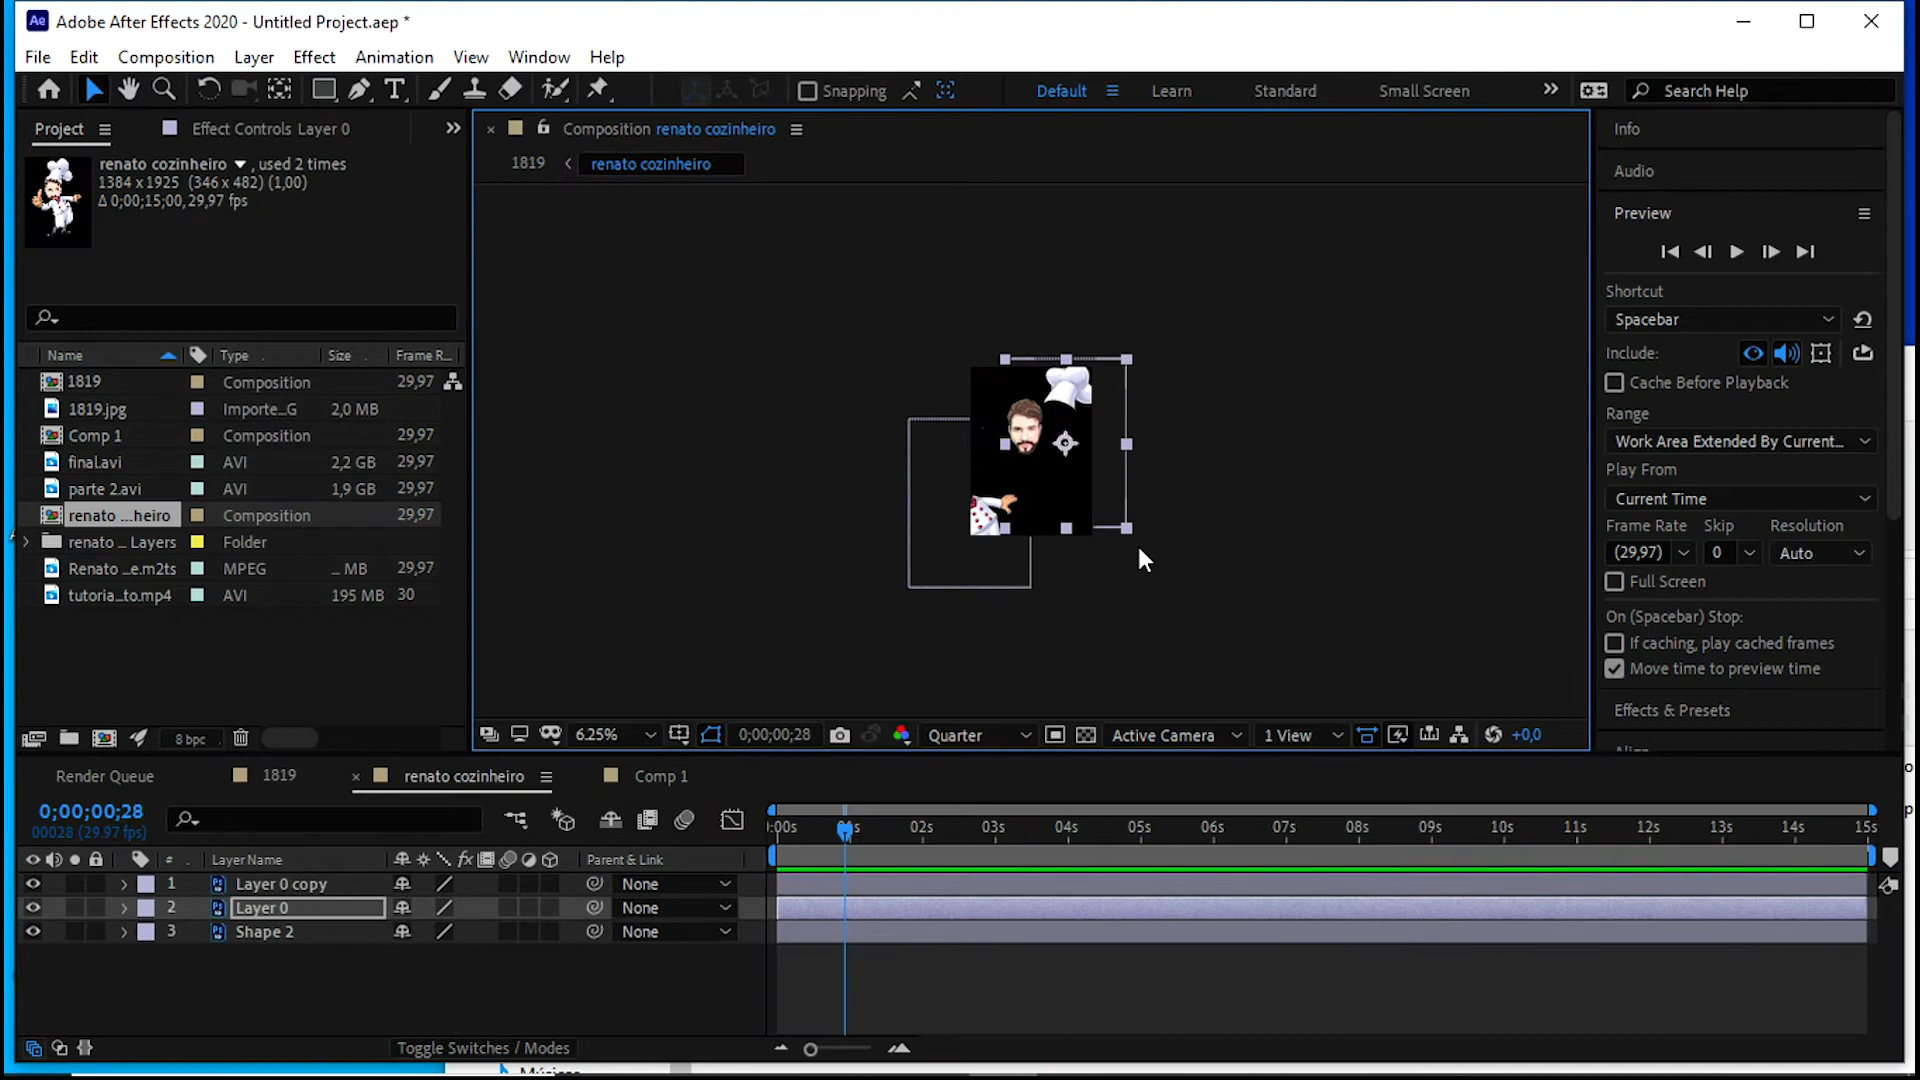 Ae Adobe After Effects 2020 - Untitled Project.aep *
File Edit Composition Layer Effect Animation View Window Help
Snapping Default Learn Standard Small Screen Search Help
Project Effect Controls Layer 0
renato cozinheiro , used 2 times
1384 x 1925 (346 x 482) (1,00)
Δ 0;00;15;00, 29,97 fps
Name Type Size Frame R...
1819 Composition 29,97
1819.jpg Importe...G 2,0 MB
Comp 1 Composition 29,97
final.avi AVI 2,2 GB 29,97
parte 2.avi AVI 1,9 GB 29,97
renato ...heiro Composition 29,97
renato ... Layers Folder
Renato ...e.m2ts MPEG ... MB 29,97
tutoria...to.mp4 AVI 195 MB 30
8 bpc
Composition renato cozinheiro
1819 renato cozinheiro
6.25% 0;00;00;28 Quarter Active Camera 1 View +0,0
Info
Audio
Preview
Shortcut
Spacebar
Include:
Cache Before Playback
Range
Work Area Extended By Current...
Play From
Current Time
Frame Rate Skip Resolution
(29,97) 0 Auto
Full Screen
On (Spacebar) Stop:
If caching, play cached frames
Move time to preview time
Effects & Presets
Render Queue 1819 renato cozinheiro Comp 1
0;00;00;28
00028 (29.97 fps)
:00s 02s 03s 04s 05s 06s 07s 08s 09s 10s 11s 12s 13s 14s 15s
# Layer Name fx Parent & Link
1 Ps Layer 0 copy None
2 Ps Layer 0 None
3 Ps Shape 2 None
Toggle Switches / Modes